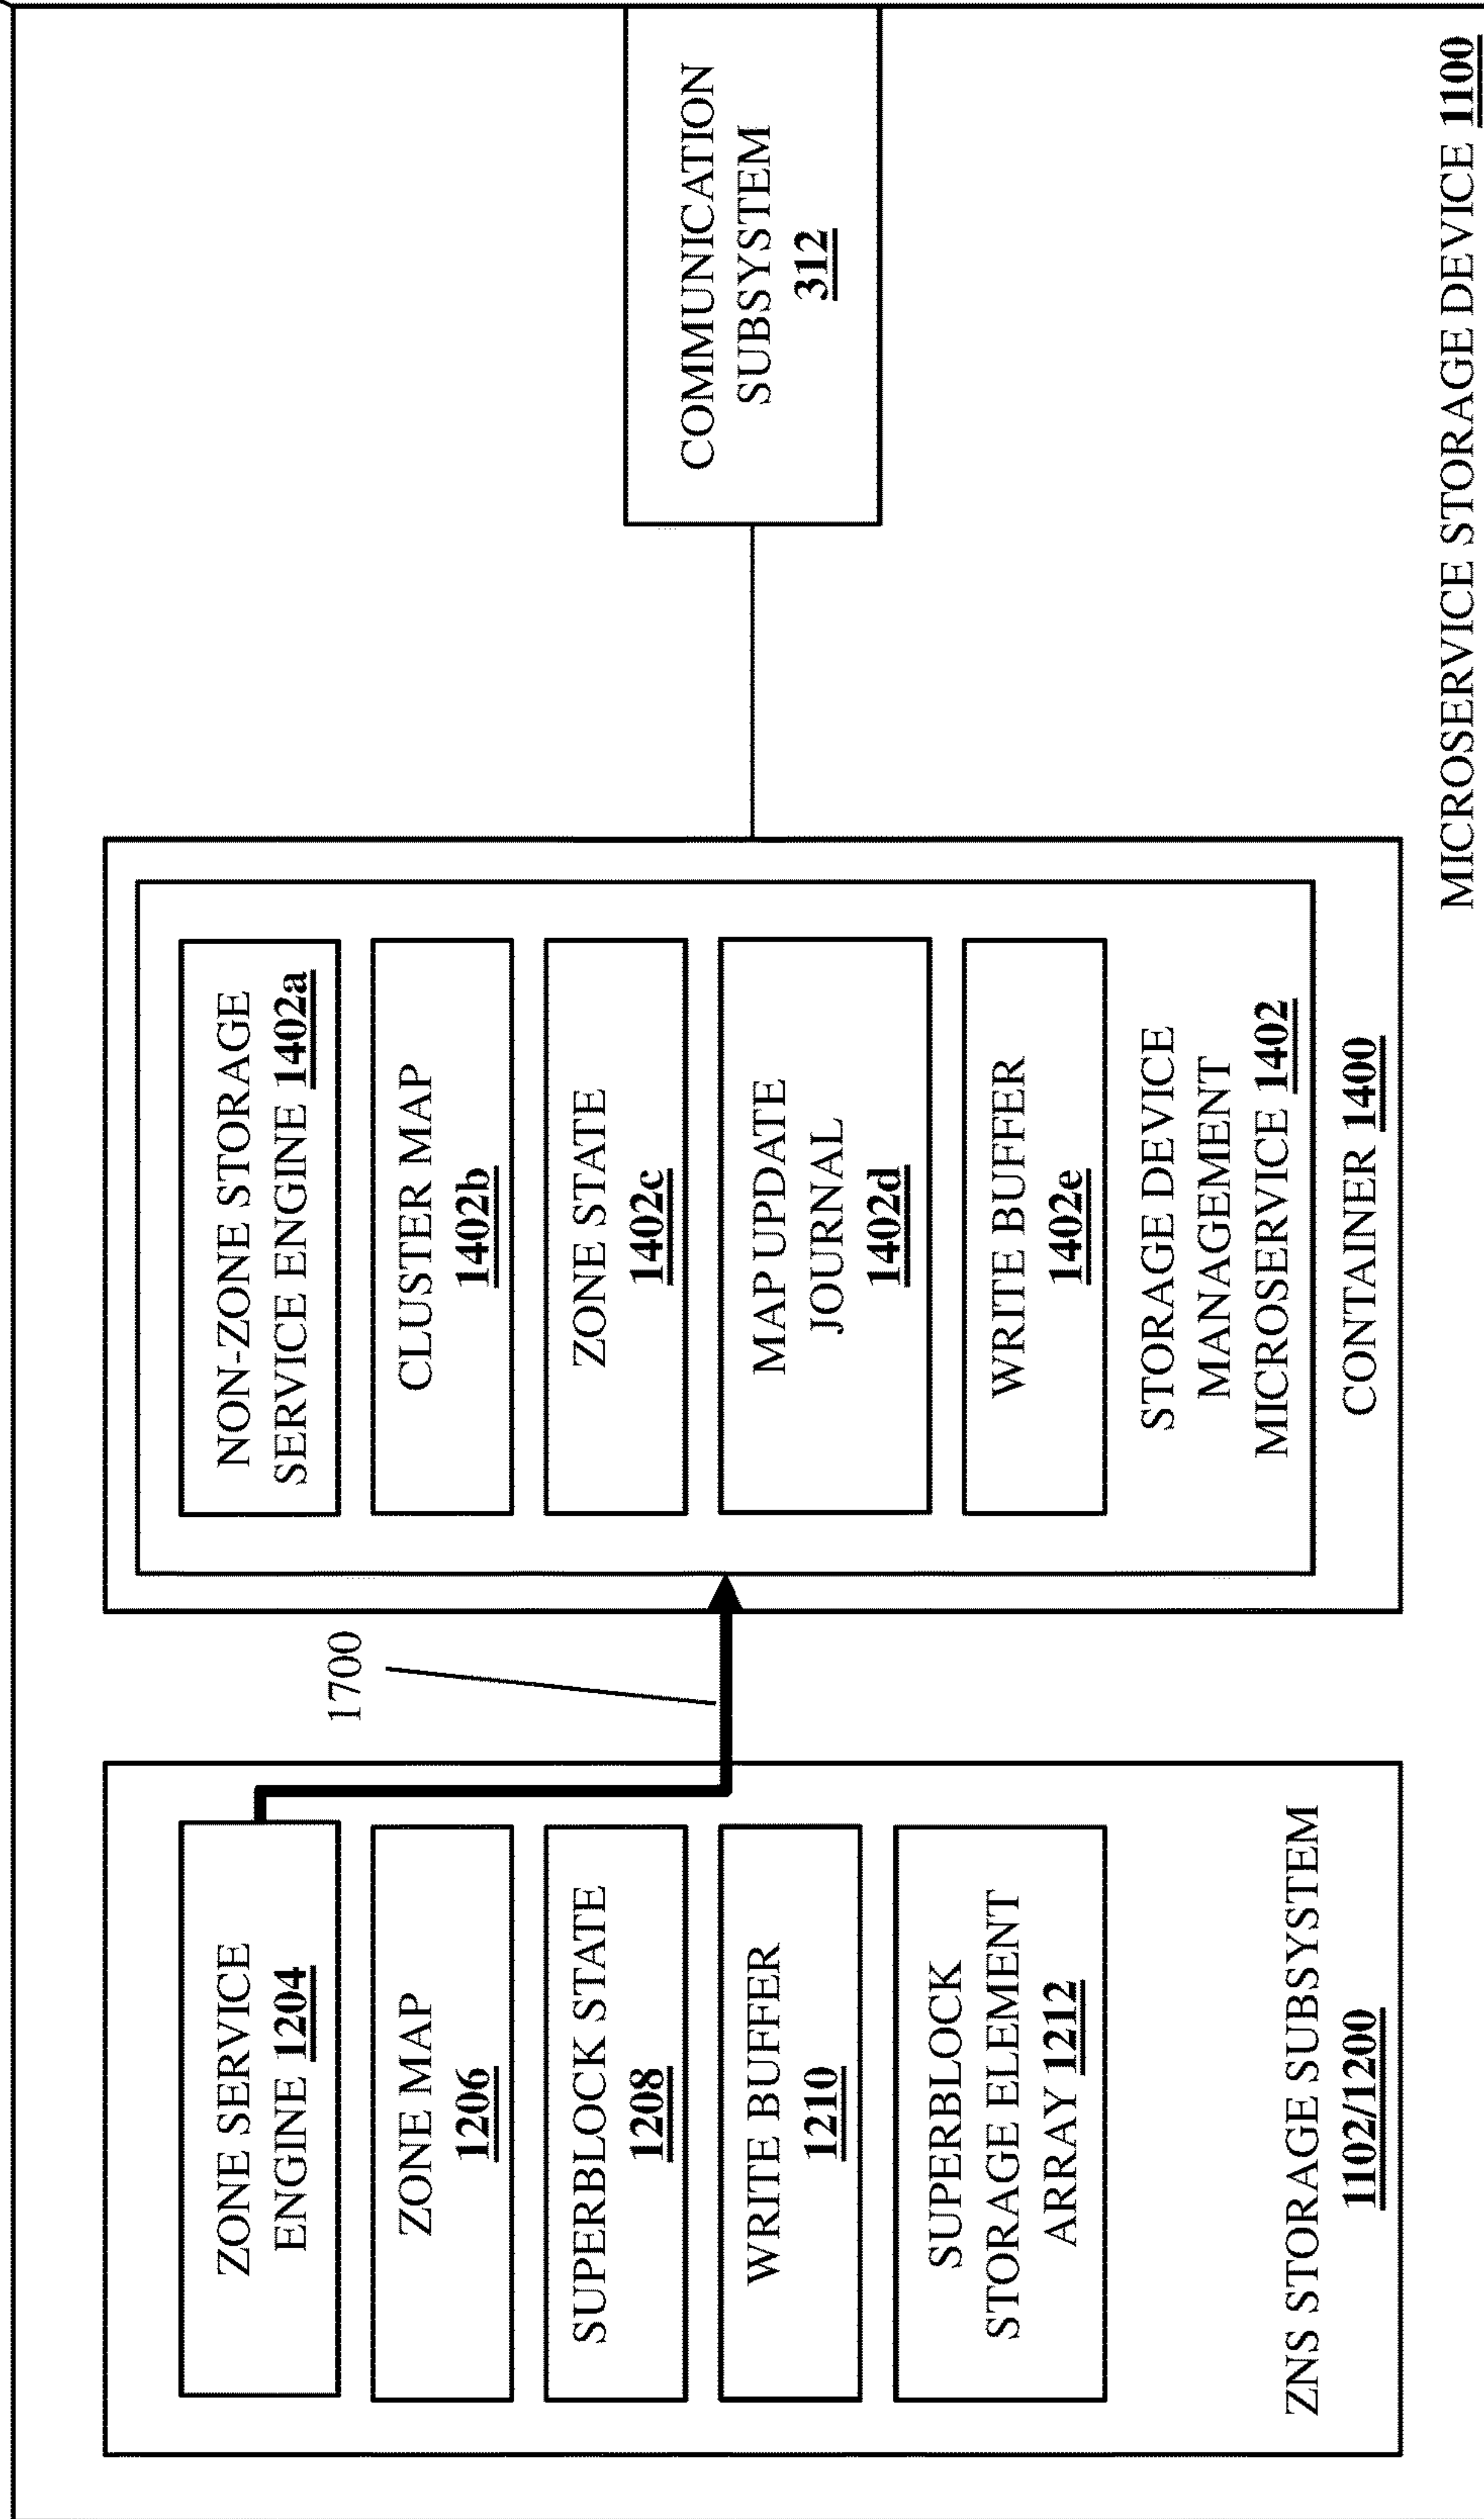 ZONE SERVICE
ENGINE 1204
ZONE MAP
1206
SUPERBLOCK STATE
1208
WRITE BUFFER
1210
SUPERBLOCK
STORAGE ELEMENT
ARRAY 1212
ZNS STORAGE SUBSYSTEM
1102/1200
1700
NON-ZONE STORAGE
SERVICE ENGINE 1402a
CLUSTER MAP
1402b
ZONE STATE
1402c
MAP UPDATE
JOURNAL
1402d
WRITE BUFFER
1402e
STORAGE DEVICE
MANAGEMENT
MICROSERVICE 1402
CONTAINER 1400
COMMUNICATION
SUBSYSTEM
312
MICROSERVICE STORAGE DEVICE 1100